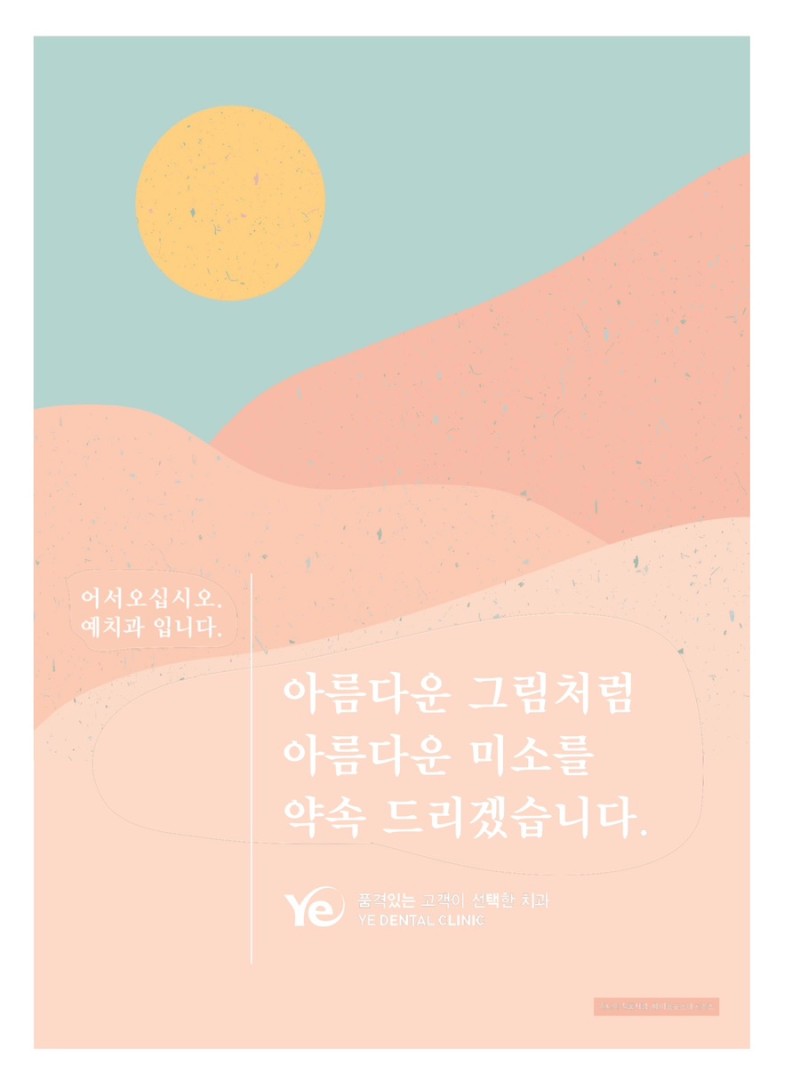 어서오십시오.
예치과 입니다.
아름다운 그림처럼
아름다운 미소를
약속 드리겠습니다.
Ye
품격있는 고객이 선택한 치과
YE DENTAL CLINIC